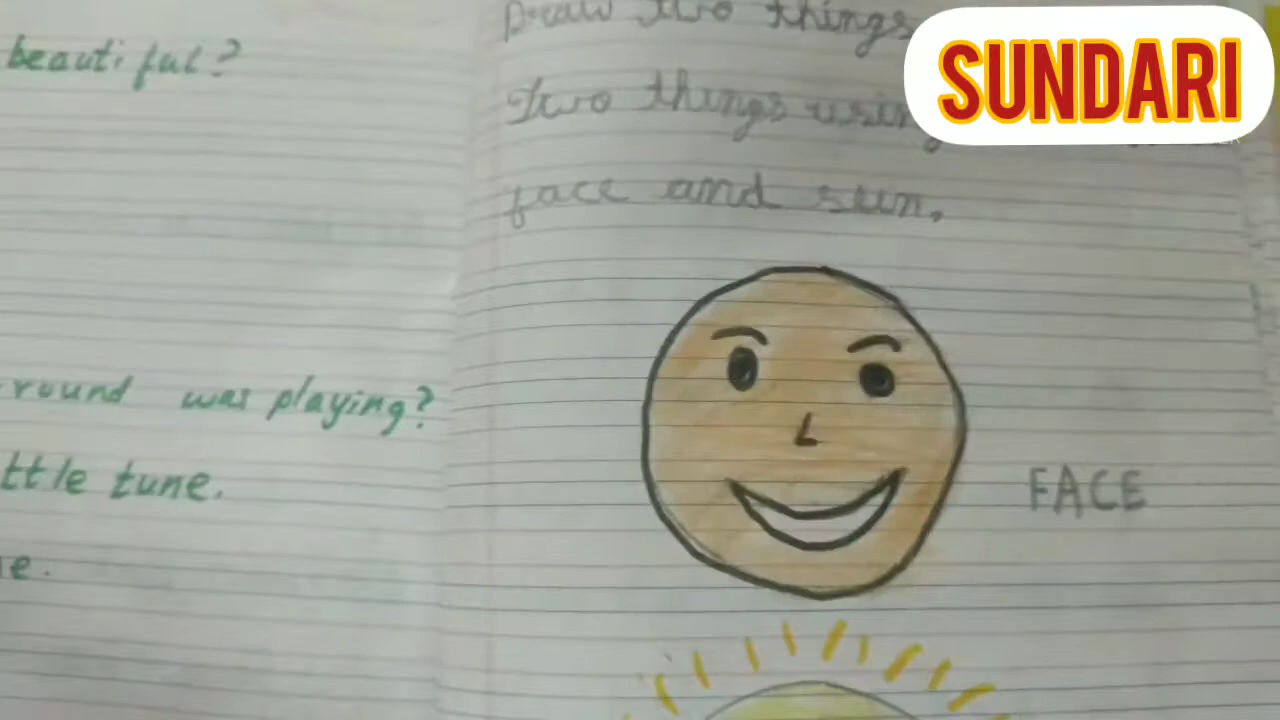 beautiful?
round was playing?
ttle tune.
e.
Draw two things
Two things using
face and sun.
FACE
SUNDARI